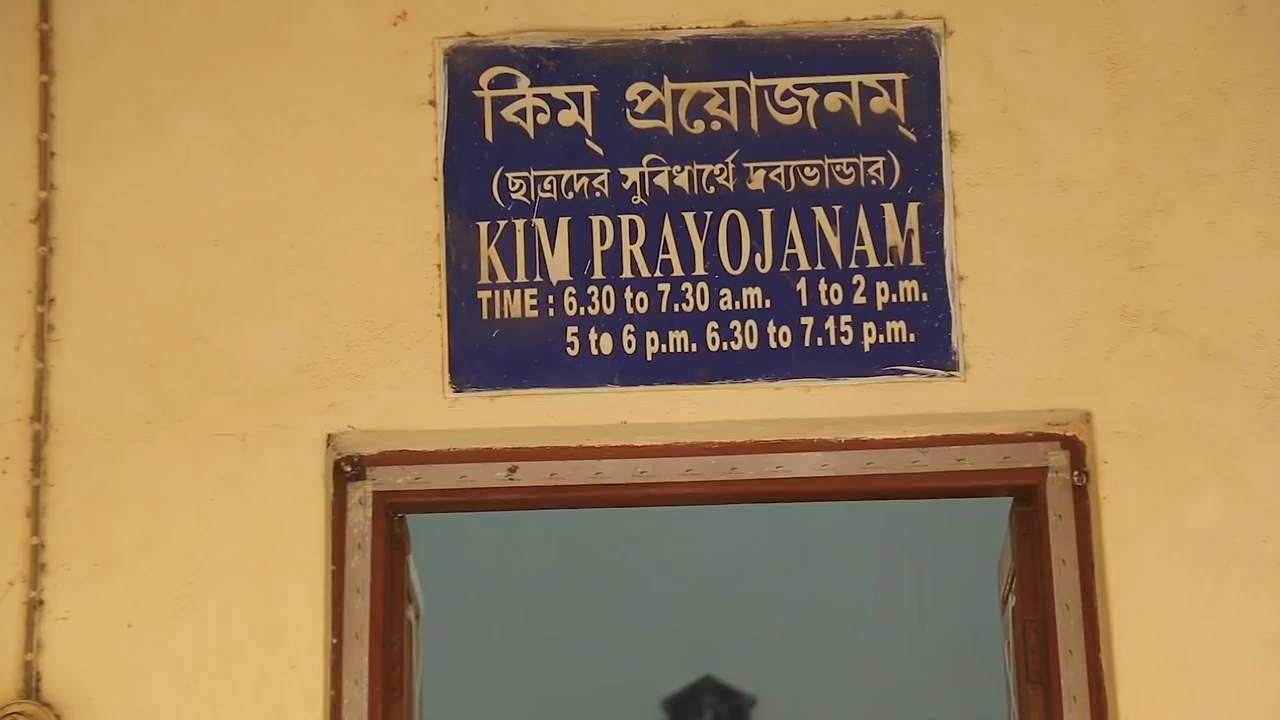 কিম্ প্রয়োজনম্
(ছাত্রদের সুবিধার্থে দ্রব্যভান্ডার)
KIM PRAYOJANAM
TIME : 6.30 to 7.30 a.m. 1 to 2 p.m.
5 to 6 p.m. 6.30 to 7.15 p.m.